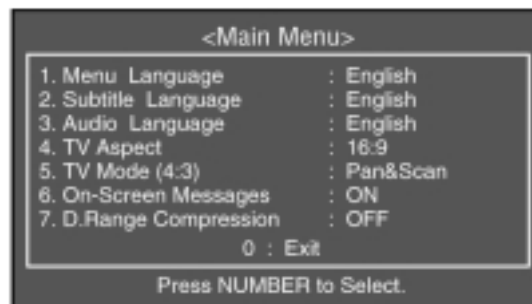 <Main Menu>
1. Menu Language : English
2. Subtitle Language : English
3. Audio Language : English
4. TV Aspect : 16:9
5. TV Mode (4:3) : Pan&Scan
6. On-Screen Messages : ON
7. D.Range Compression : OFF
0 : Exit
Press NUMBER to Select.